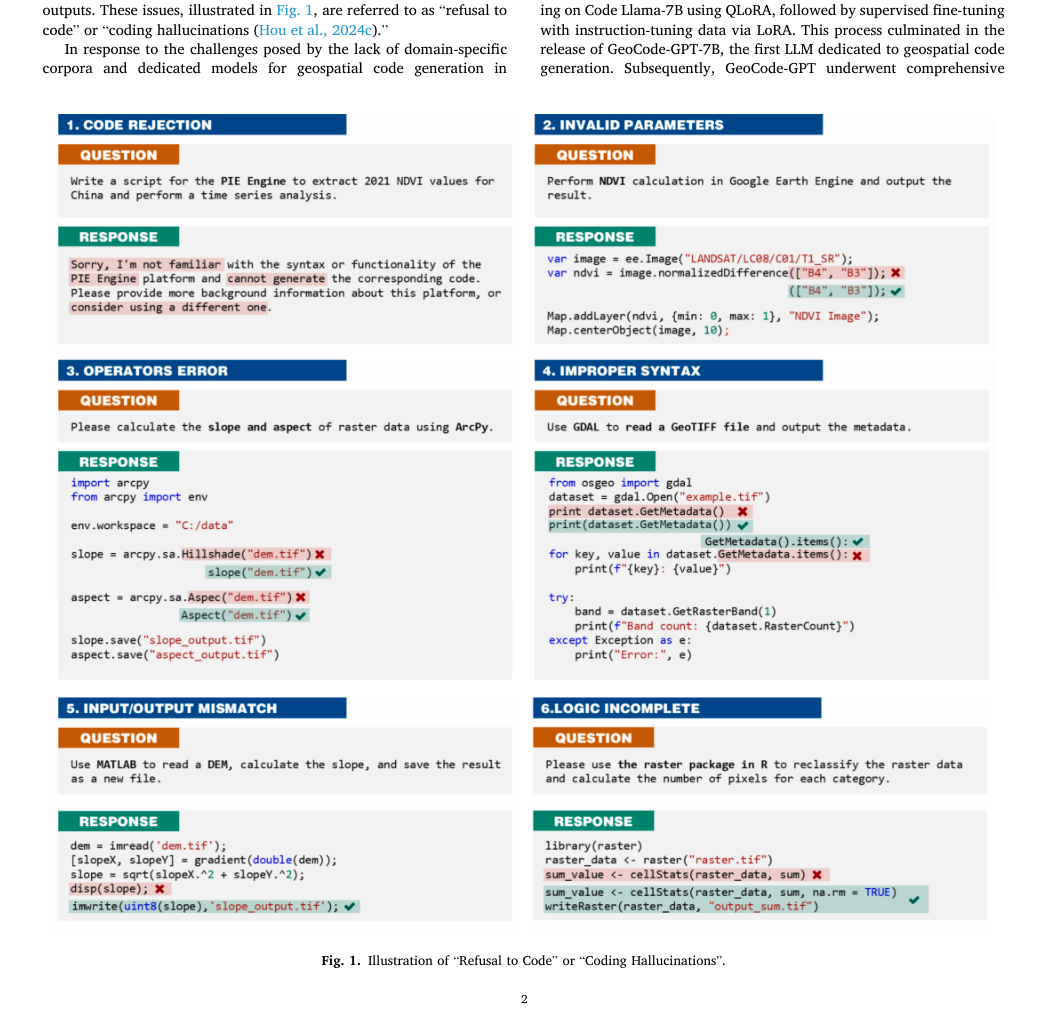 outputs. These issues, illustrated in Fig. 1, are referred to as “refusal to
code” or “coding hallucinations (Hou et al., 2024c).”
In response to the challenges posed by the lack of domain-specific
corpora and dedicated models for geospatial code generation in
ing on Code Llama-7B using QLoRA, followed by supervised fine-tuning
with instruction-tuning data via LoRA. This process culminated in the
release of GeoCode-GPT-7B, the first LLM dedicated to geospatial code
generation. Subsequently, GeoCode-GPT underwent comprehensive
1. CODE REJECTION
QUESTION
Write a script for the PIE Engine to extract 2021 NDVI values for
China and perform a time series analysis.
RESPONSE
Sorry, I'm not familiar with the syntax or functionality of the
PIE Engine platform and cannot generate the corresponding code.
Please provide more background information about this platform, or
consider using a different one.
2. INVALID PARAMETERS
QUESTION
Perform NDVI calculation in Google Earth Engine and output the
result.
RESPONSE
var image = ee.Image("LANDSAT/LC08/C01/T1_SR");
var ndvi = image.normalizedDifference(["B4", "B3"]); ✖
(["B4", "B3"]); ✔
Map.addLayer(ndvi, {min: 0, max: 1}, "NDVI Image");
Map.centerObject(image, 10);
3. OPERATORS ERROR
QUESTION
Please calculate the slope and aspect of raster data using ArcPy.
RESPONSE
import arcpy
from arcpy import env
env.workspace = "C:/data"
slope = arcpy.sa.Hillshade("dem.tif") ✖
slope("dem.tif") ✔
aspect = arcpy.sa.Aspec("dem.tif") ✖
Aspect("dem.tif") ✔
slope.save("slope_output.tif")
aspect.save("aspect_output.tif")
4. IMPROPER SYNTAX
QUESTION
Use GDAL to read a GeoTIFF file and output the metadata.
RESPONSE
from osgeo import gdal
dataset = gdal.Open("example.tif")
print dataset.GetMetadata() ✖
print(dataset.GetMetadata()) ✔
GetMetadata().items(): ✔
for key, value in dataset.GetMetadata.items(): ✖
print(f"{key}: {value}")
try:
band = dataset.GetRasterBand(1)
print(f"Band count: {dataset.RasterCount}")
except Exception as e:
print("Error:", e)
5. INPUT/OUTPUT MISMATCH
QUESTION
Use MATLAB to read a DEM, calculate the slope, and save the result
as a new file.
RESPONSE
dem = imread('dem.tif');
[slopeX, slopeY] = gradient(double(dem));
slope = sqrt(slopeX.^2 + slopeY.^2);
disp(slope); ✖
imwrite(uint8(slope),'slope_output.tif'); ✔
6.LOGIC INCOMPLETE
QUESTION
Please use the raster package in R to reclassify the raster data
and calculate the number of pixels for each category.
RESPONSE
library(raster)
raster_data <- raster("raster.tif")
sum_value <- cellStats(raster_data, sum) ✖
sum_value <- cellStats(raster_data, sum, na.rm = TRUE)
writeRaster(raster_data, "output_sum.tif") ✔
Fig. 1. Illustration of “Refusal to Code” or “Coding Hallucinations”.
2